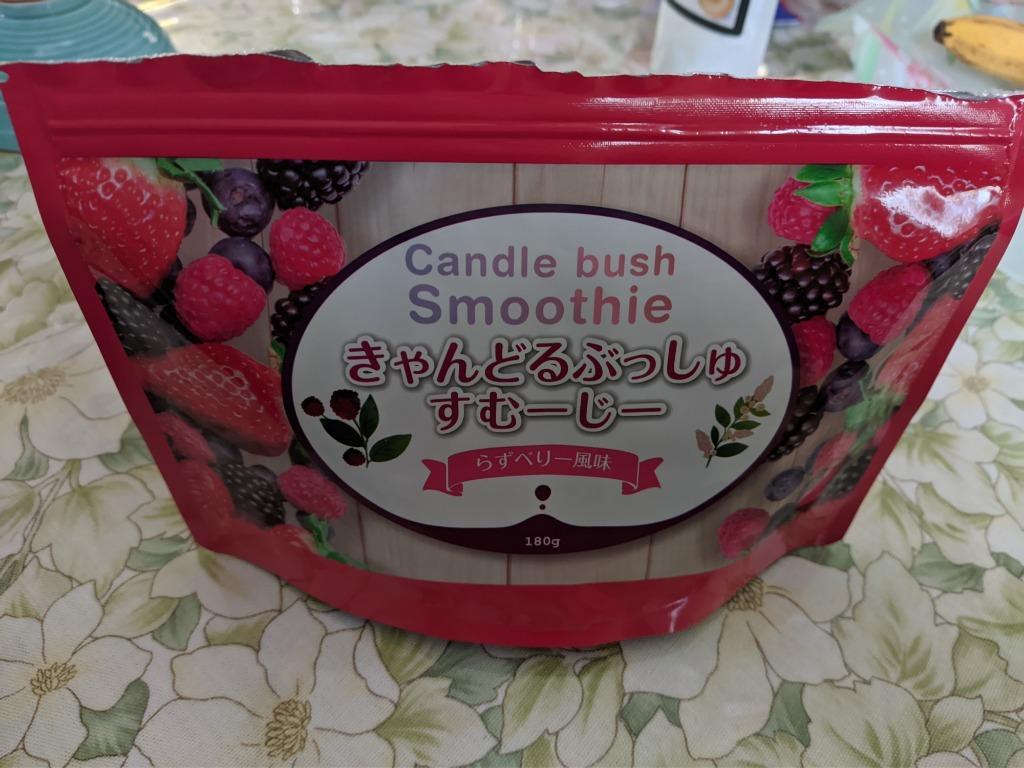 Candle bush
Smoothie
きゃんどるぶっしゅ
すむーじー
らずべりー風味
180g